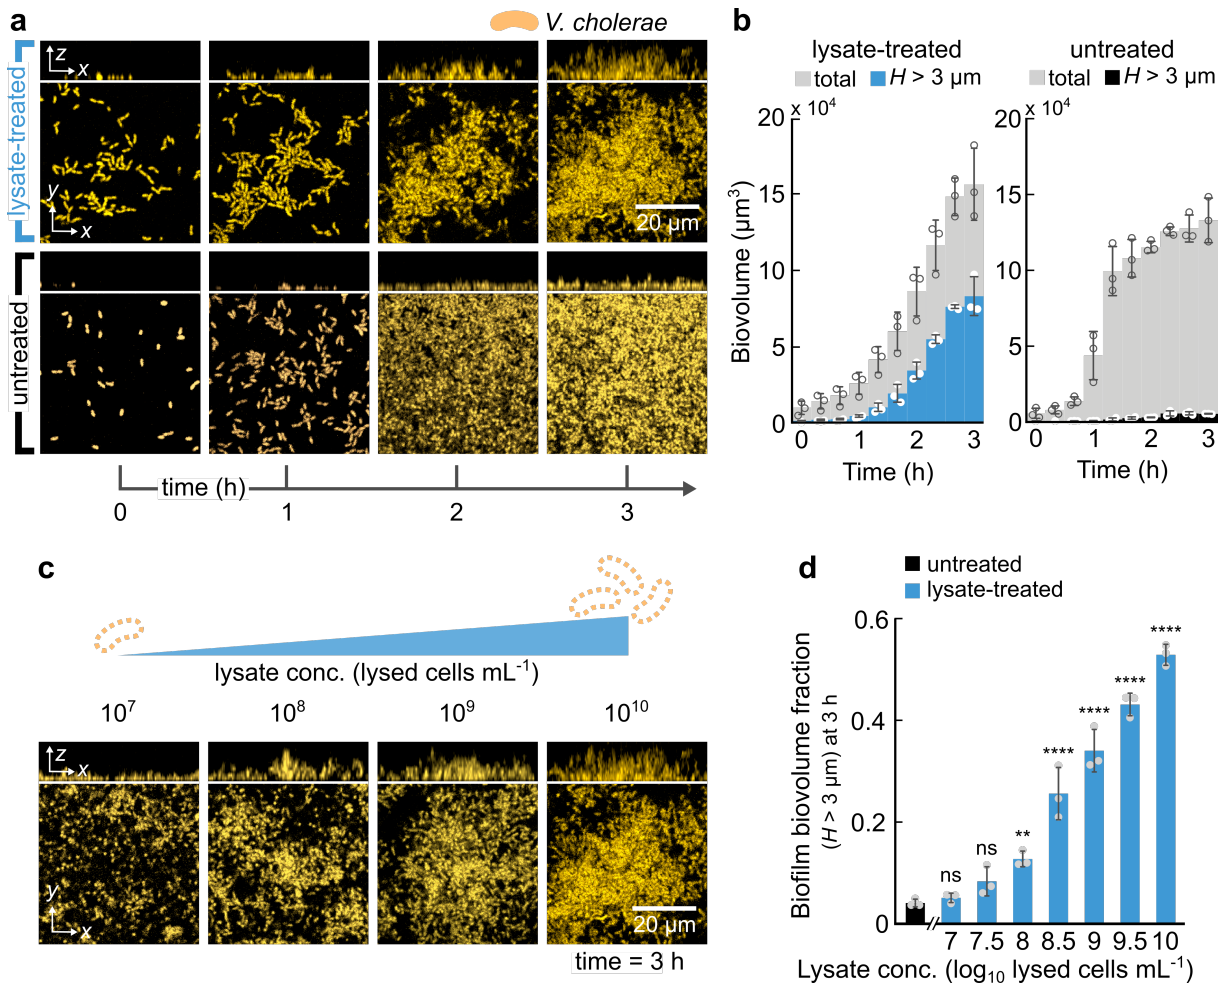 a
V. cholerae
lysate-treated
z
x
y
x
20 μm
untreated
time (h)
0 1 2 3
b
lysate-treated
total H > 3 μm
untreated
total H > 3 μm
20 x 10⁴
15
10
5
0
Biovolume (μm³)
0 1 2 3
Time (h)
20 x 10⁴
15
10
5
0
0 1 2 3
Time (h)
c
lysate conc. (lysed cells mL⁻¹)
10⁷ 10⁸ 10⁹ 10¹⁰
z
x
y
x
20 μm
time = 3 h
d
untreated
lysate-treated
Biofilm biovolume fraction
(H > 3 μm) at 3 h
0.6
0.4
0.2
0
ns
ns
**
****
****
****
****
7 7.5 8 8.5 9 9.5 10
Lysate conc. (log₁₀ lysed cells mL⁻¹)